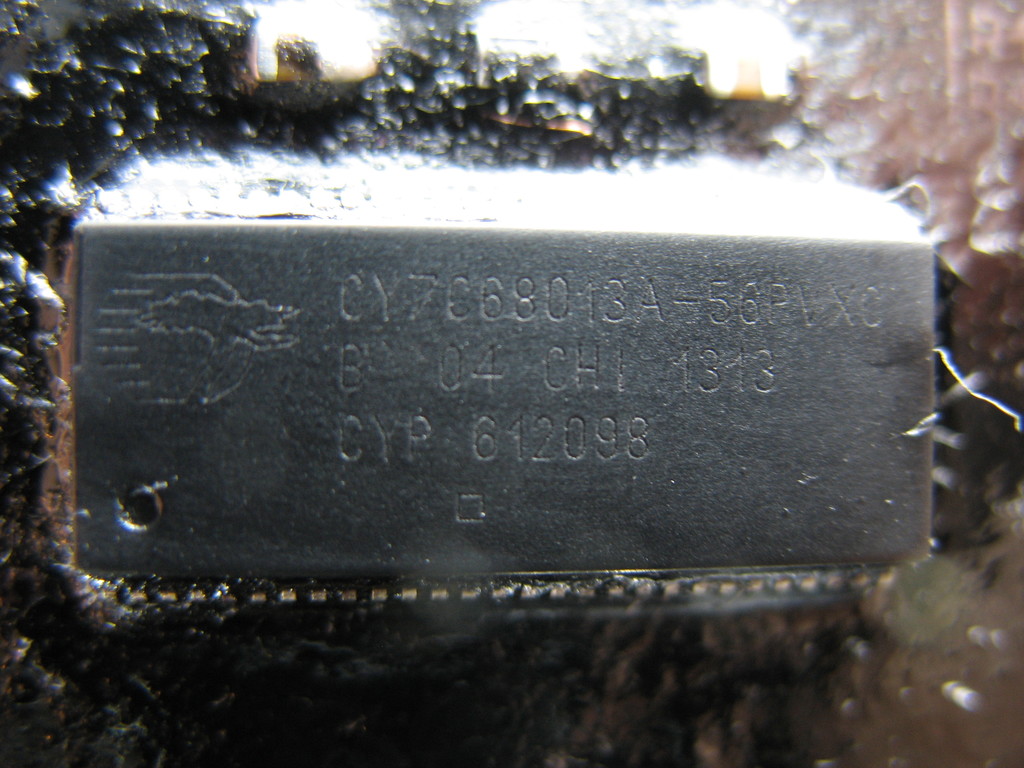 CY7C68013A-56PVXC
B 04 CHI 1313
CYP 612098